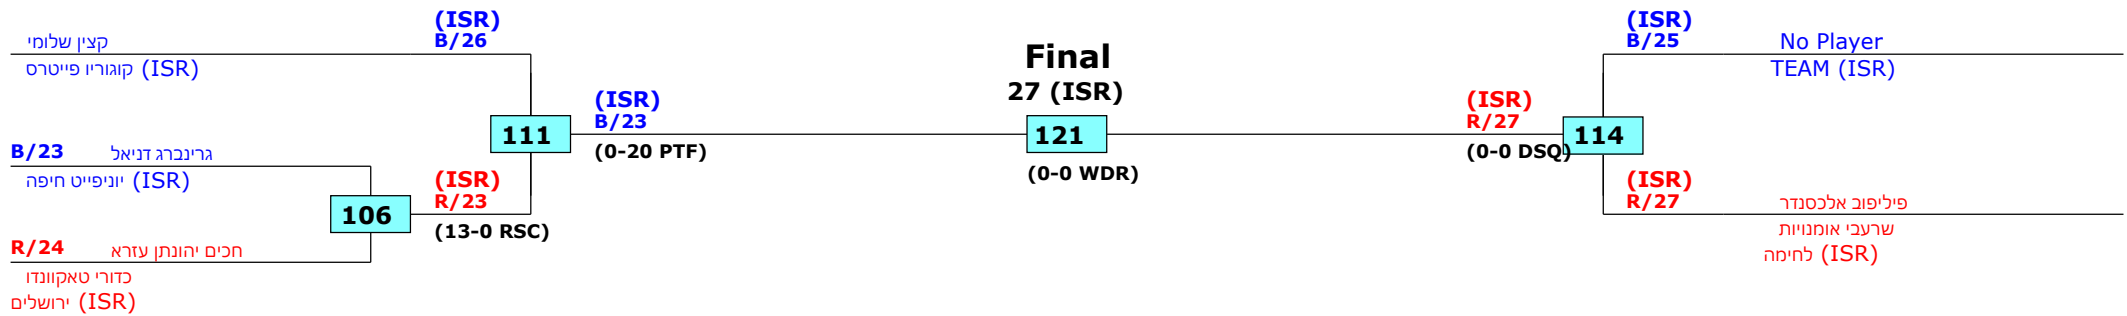 (ISR)
B/26
קצין שלומי
קוגוריו פייטרס (ISR)
B/23 גרינברג דניאל
יוניפייט חיפה (ISR)
R/24 חכים יהונתן עזרא
כדורי טאקוונדו
ירושלים (ISR)
106
(ISR)
R/23
(13-0 RSC)
111
(ISR)
B/23
(0-20 PTF)
Final
27 (ISR)
121
(0-0 WDR)
(ISR)
R/27
(0-0 DSQ)
114
(ISR)
B/25
No Player
TEAM (ISR)
(ISR)
R/27
פיליפוב אלכסנדר
שרעבי אומנויות
לחימה (ISR)